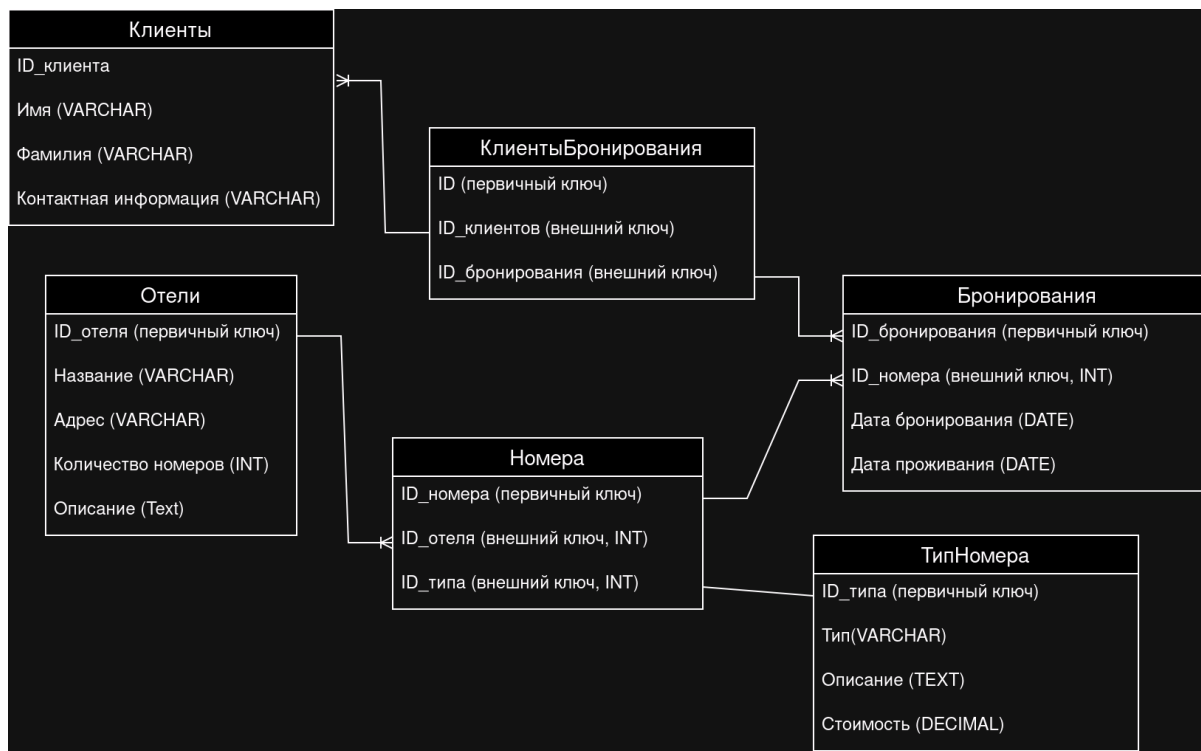 Клиенты
ID_клиента
Имя (VARCHAR)
Фамилия (VARCHAR)
Контактная информация (VARCHAR)
КлиентыБронирования
ID (первичный ключ)
ID_клиентов (внешний ключ)
ID_бронирования (внешний ключ)
Отели
ID_отеля (первичный ключ)
Название (VARCHAR)
Адрес (VARCHAR)
Количество номеров (INT)
Описание (Text)
Бронирования
ID_бронирования (первичный ключ)
ID_номера (внешний ключ, INT)
Дата бронирования (DATE)
Дата проживания (DATE)
Номера
ID_номера (первичный ключ)
ID_отеля (внешний ключ, INT)
ID_типа (внешний ключ, INT)
ТипНомера
ID_типа (первичный ключ)
Тип(VARCHAR)
Описание (TEXT)
Стоимость (DECIMAL)